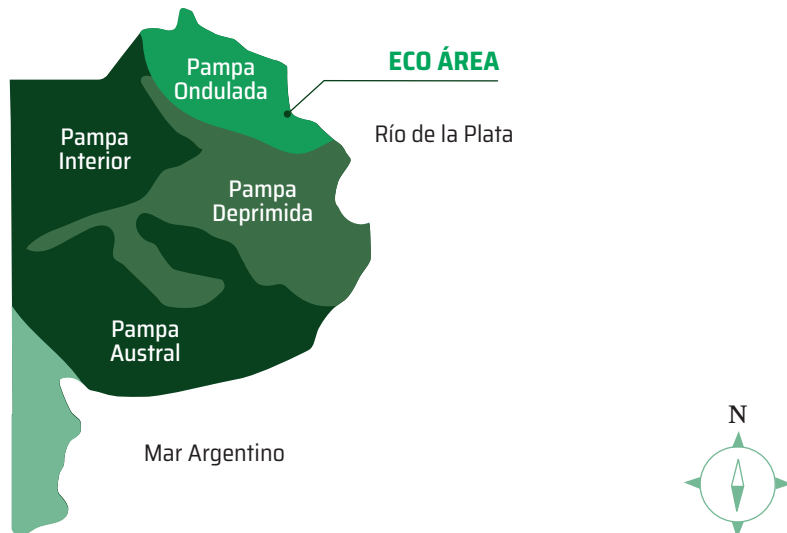 ECO ÁREA
Pampa
Ondulada
Río de la Plata
Pampa
Interior
Pampa
Deprimida
Pampa
Austral
Mar Argentino
N